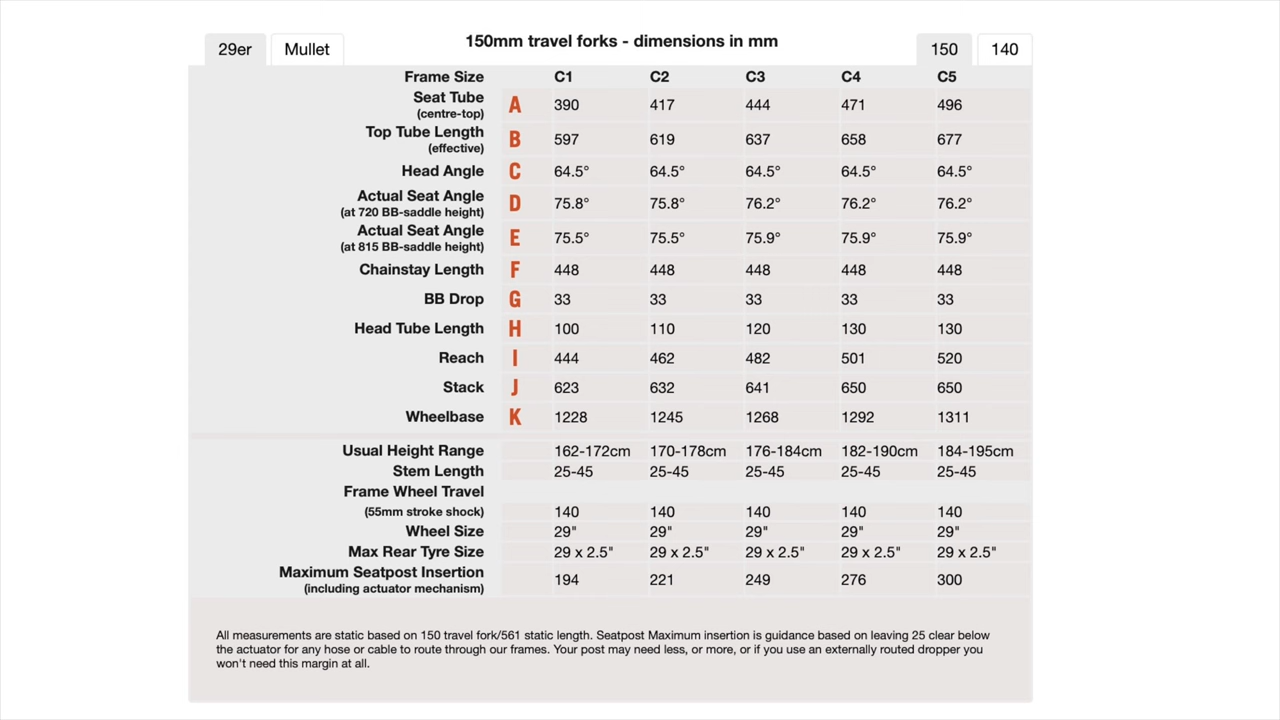 29er Mullet 150mm travel forks - dimensions in mm 150 140
Frame Size C1 C2 C3 C4 C5
Seat Tube
(centre-top) A 390 417 444 471 496
Top Tube Length
(effective) B 597 619 637 658 677
Head Angle C 64.5° 64.5° 64.5° 64.5° 64.5°
Actual Seat Angle
(at 720 BB-saddle height) D 75.8° 75.8° 76.2° 76.2° 76.2°
Actual Seat Angle
(at 815 BB-saddle height) E 75.5° 75.5° 75.9° 75.9° 75.9°
Chainstay Length F 448 448 448 448 448
BB Drop G 33 33 33 33 33
Head Tube Length H 100 110 120 130 130
Reach I 444 462 482 501 520
Stack J 623 632 641 650 650
Wheelbase K 1228 1245 1268 1292 1311
Usual Height Range 162-172cm 170-178cm 176-184cm 182-190cm 184-195cm
Stem Length 25-45 25-45 25-45 25-45 25-45
Frame Wheel Travel
(55mm stroke shock) 140 140 140 140 140
Wheel Size 29" 29" 29" 29" 29"
Max Rear Tyre Size 29 x 2.5" 29 x 2.5" 29 x 2.5" 29 x 2.5" 29 x 2.5"
Maximum Seatpost Insertion
(including actuator mechanism) 194 221 249 276 300
All measurements are static based on 150 travel fork/561 static length. Seatpost Maximum insertion is guidance based on leaving 25 clear below
the actuator for any hose or cable to route through our frames. Your post may need less, or more, or if you use an externally routed dropper you
won't need this margin at all.